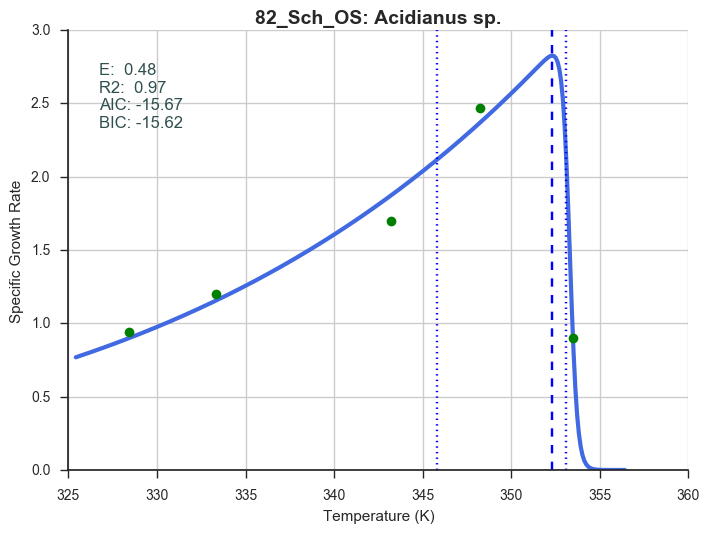 82_Sch_OS: Acidianus sp.
E:  0.48
R2:  0.97
AIC: -15.67
BIC: -15.62
Specific Growth Rate
3.0
2.5
2.0
1.5
1.0
0.5
0.0
325 330 335 340 345 350 355 360
Temperature (K)